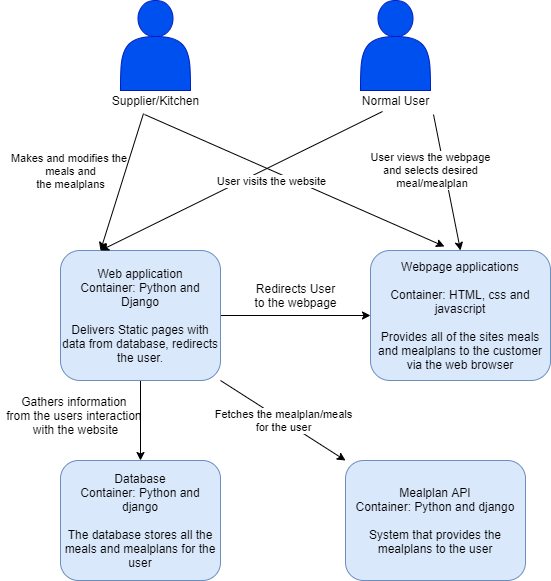 Supplier/Kitchen
Normal User
Makes and modifies the
meals and
the mealplans
User visits the website
User views the webpage
and selects desired
meal/mealplan
Web application
Container: Python and
Django
Delivers Static pages with
data from database, redirects
the user.
Redirects User
to the webpage
Webpage applications
Container: HTML, css and
javascript
Provides all of the sites meals
and mealplans to the customer
via the web browser
Gathers information
from the users interaction
with the website
Fetches the mealplan/meals
for the user
Database
Container: Python and
django
The database stores all the
meals and mealplans for the
user
Mealplan API
Container: Python and django
System that provides the
mealplans to the user